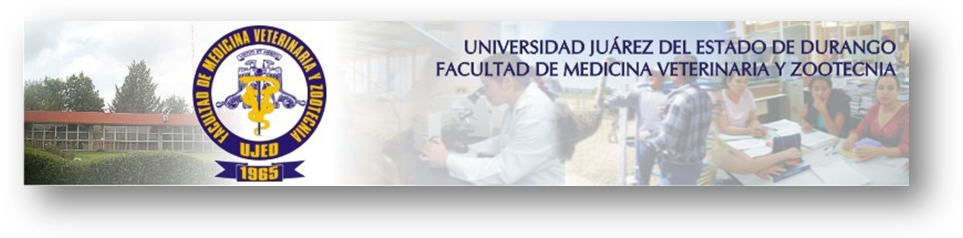 FACULTAD DE MEDICINA VETERINARIA Y ZOOTECNIA
UJED
1965
UNIVERSIDAD JUÁREZ DEL ESTADO DE DURANGO
FACULTAD DE MEDICINA VETERINARIA Y ZOOTECNIA